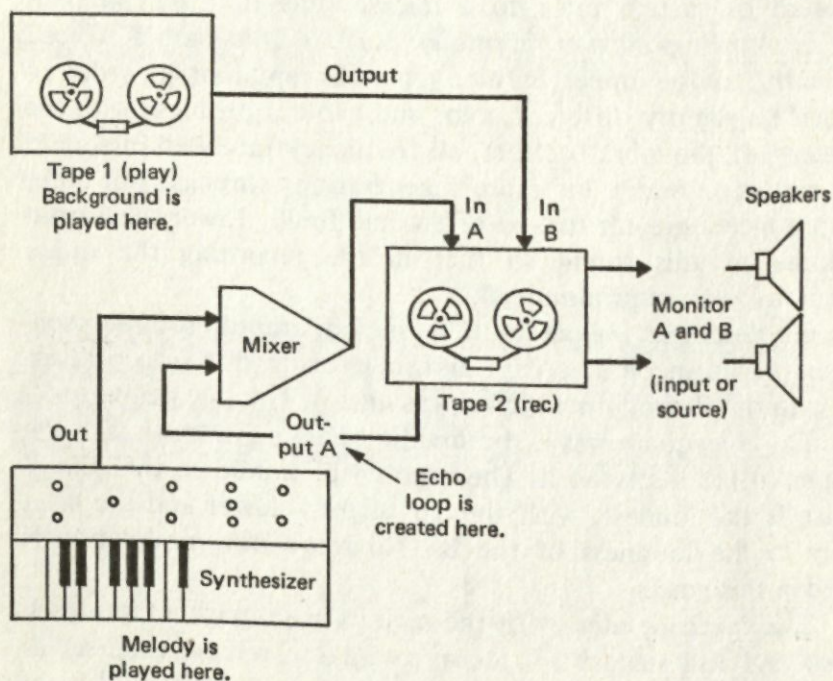 Output
Tape 1 (play)
Background is
played here.
In
A
In
B
Speakers
Mixer
Monitor
A and B
(input or
source)
Tape 2 (rec)
Out
Out-
put A
Echo
loop is
created here.
Synthesizer
Melody is
played here.